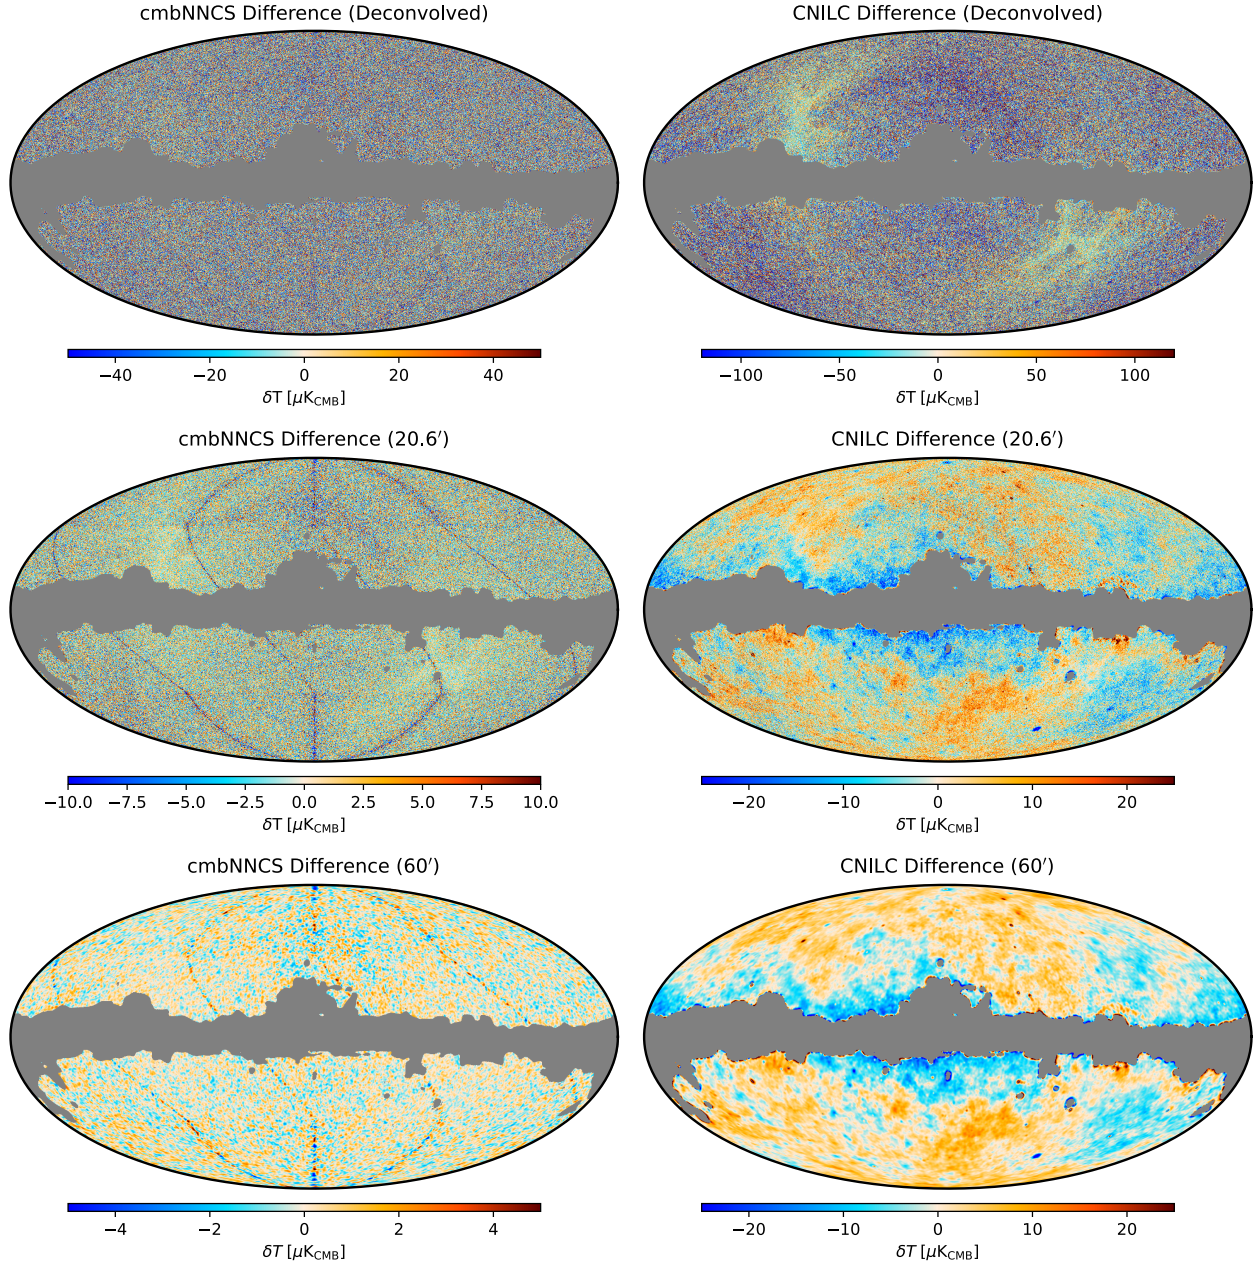 cmbNNCS Difference (Deconvolved)
CNILC Difference (Deconvolved)
−40 −20 0 20 40
δT [μK_CMB]
−100 −50 0 50 100
δT [μK_CMB]
cmbNNCS Difference (20.6′)
CNILC Difference (20.6′)
−10.0 −7.5 −5.0 −2.5 0.0 2.5 5.0 7.5 10.0
δT [μK_CMB]
−20 −10 0 10 20
δT [μK_CMB]
cmbNNCS Difference (60′)
CNILC Difference (60′)
−4 −2 0 2 4
δT [μK_CMB]
−20 −10 0 10 20
δT [μK_CMB]